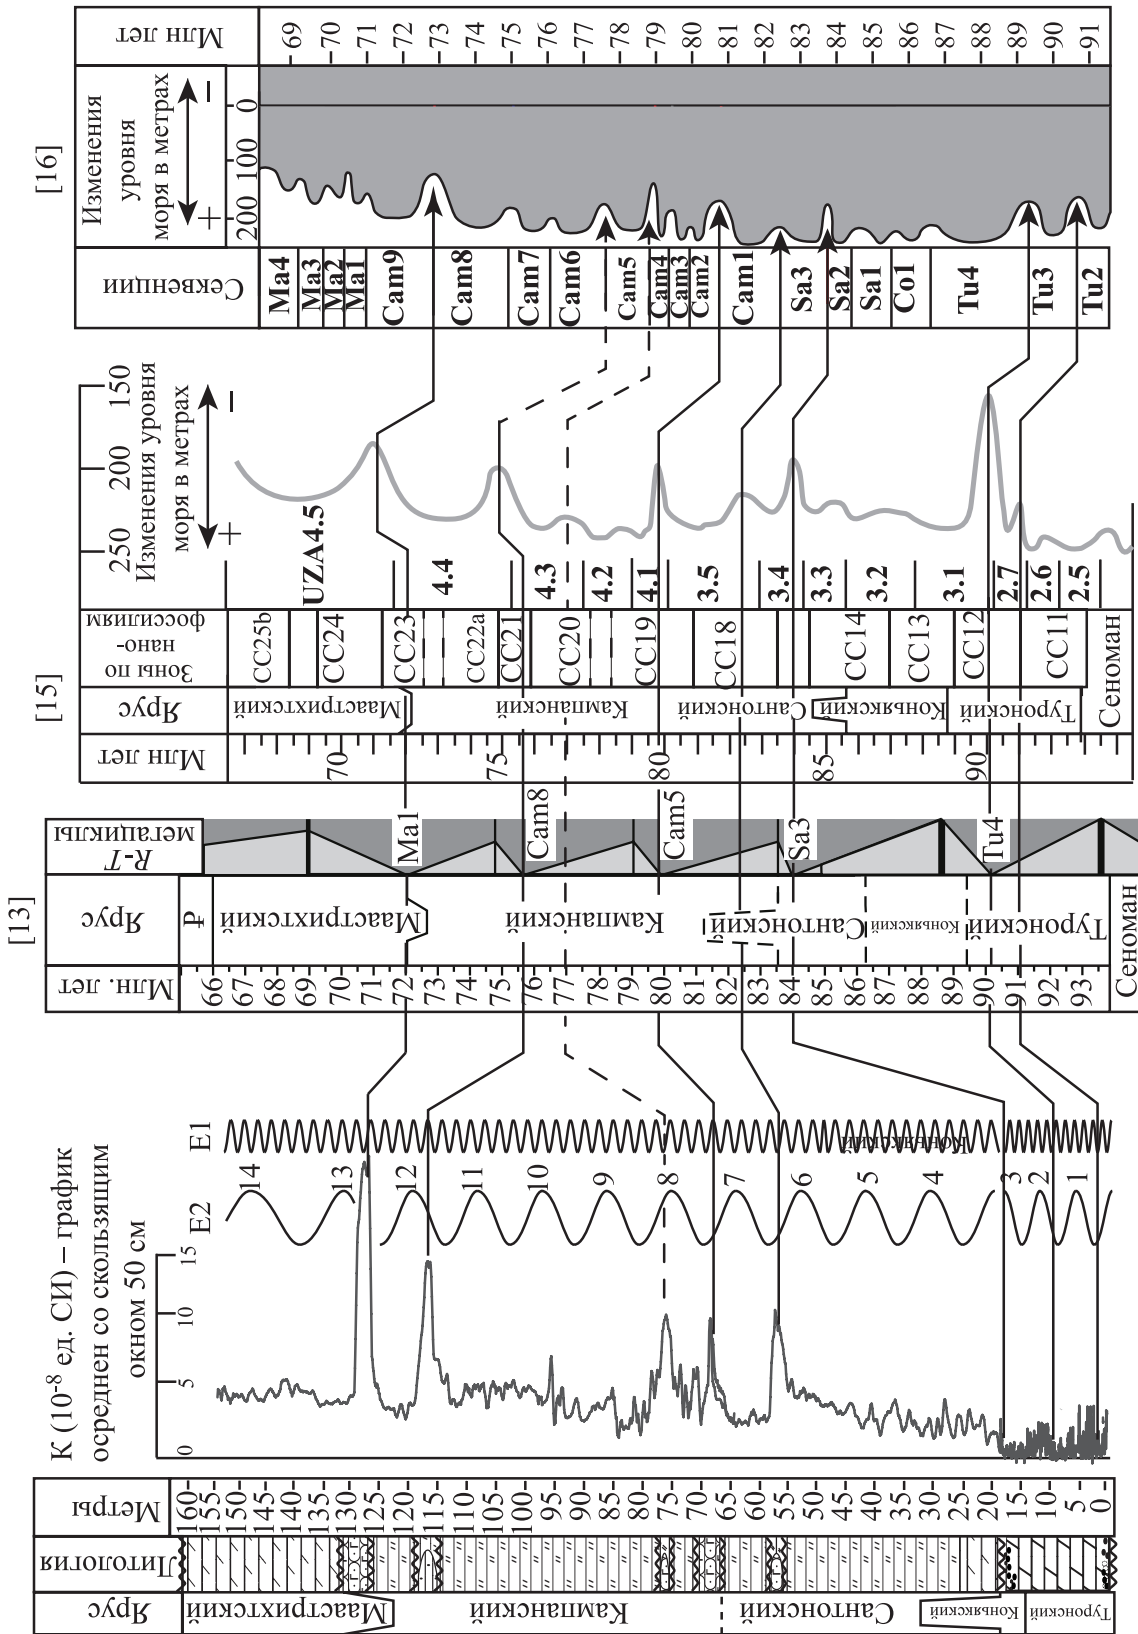 [16]
Млн лет
69
70
71
72
73
74
75
76
77
78
79
80
81
82
83
84
85
86
87
88
89
90
91
Изменения
уровня
моря в метрах
+ –
200 100 0
Секвенции
Ma4
Ma3
Ma2
Ma1
Cam9
Cam8
Cam7
Cam6
Cam5
Cam4
Cam3
Cam2
Cam1
Sa3
Sa2
Sa1
Co1
Tu4
Tu3
Tu2
[15]
250 200 150
Изменения уровня
моря в метрах
+ –
UZA4.5
4.4
4.3
4.2
4.1
3.5
3.4
3.3
3.2
3.1
2.7
2.6
2.5
Зоны по
нано-
фоссилиям
CC25b
CC24
CC23
CC22a
CC21
CC20
CC19
CC18
CC14
CC13
CC12
CC11
Ярус
Маастрихтский
Кампанский
Сантонский
Коньякский
Туронский
Сеноман
Млн лет
70
75
80
85
90
[13]
R-T
мегациклы
Ma1
Cam8
Cam5
Sa3
Tu4
Ярус
P
Маастрихтский
Кампанский
Сантонский
Коньякский
Туронский
Сеноман
Млн. лет
66
67
68
69
70
71
72
73
74
75
76
77
78
79
80
81
82
83
84
85
86
87
88
89
90
91
92
93
К (10⁻⁸ ед. СИ) – график
осреднен со скользящим
окном 50 см
0 5 10 15
E2 E1
14
13
12
11
10
9
8
7
6
5
4
3
2
1
Коньякский
Метры
160
155
150
145
140
135
130
125
120
115
110
105
100
95
90
85
80
75
70
65
60
55
50
45
40
35
30
25
20
15
10
5
0
Литология
Ярус
Маастрихтский
Кампанский
Сантонский
Коньякский
Туронский